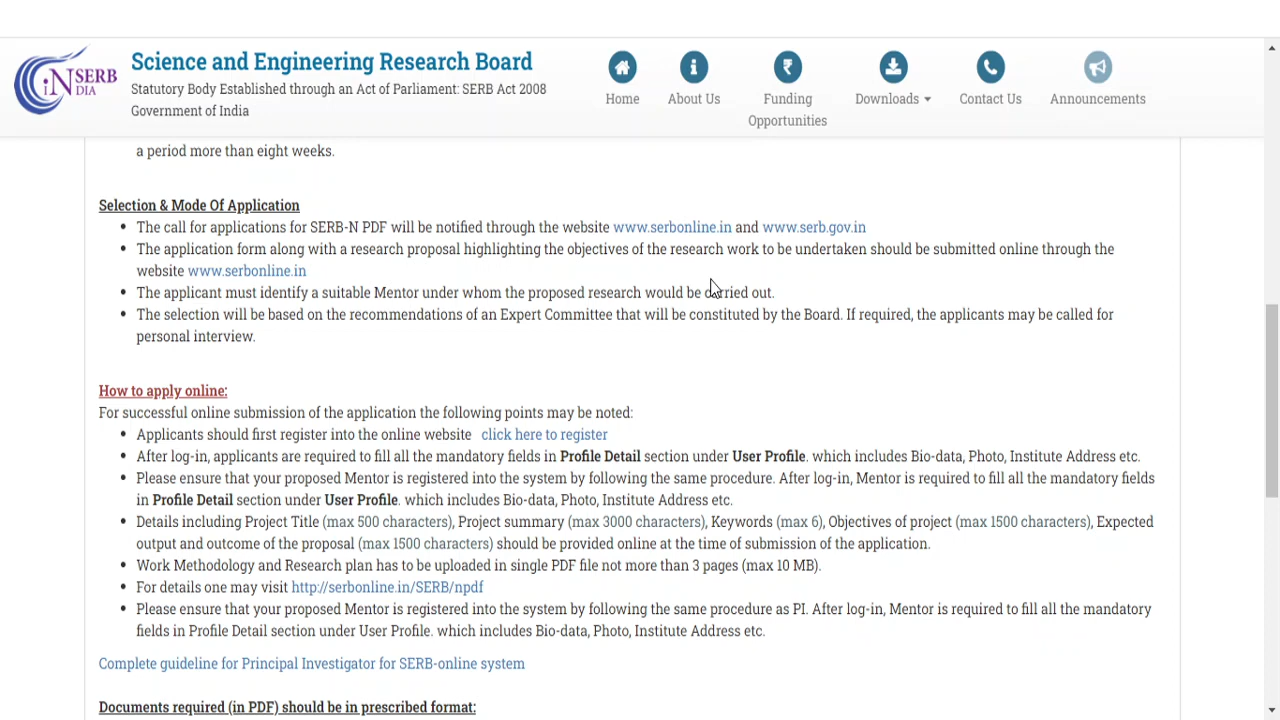 SERB
iN
DIA
Science and Engineering Research Board
Statutory Body Established through an Act of Parliament: SERB Act 2008
Government of India
Home
About Us
Funding
Opportunities
Downloads
Contact Us
Announcements
a period more than eight weeks.
Selection & Mode Of Application
The call for applications for SERB-N PDF will be notified through the website www.serbonline.in and www.serb.gov.in
The application form along with a research proposal highlighting the objectives of the research work to be undertaken should be submitted online through the
website www.serbonline.in
The applicant must identify a suitable Mentor under whom the proposed research would be carried out.
The selection will be based on the recommendations of an Expert Committee that will be constituted by the Board. If required, the applicants may be called for
personal interview.
How to apply online:
For successful online submission of the application the following points may be noted:
Applicants should first register into the online website click here to register
After log-in, applicants are required to fill all the mandatory fields in Profile Detail section under User Profile. which includes Bio-data, Photo, Institute Address etc.
Please ensure that your proposed Mentor is registered into the system by following the same procedure. After log-in, Mentor is required to fill all the mandatory fields
in Profile Detail section under User Profile. which includes Bio-data, Photo, Institute Address etc.
Details including Project Title (max 500 characters), Project summary (max 3000 characters), Keywords (max 6), Objectives of project (max 1500 characters), Expected
output and outcome of the proposal (max 1500 characters) should be provided online at the time of submission of the application.
Work Methodology and Research plan has to be uploaded in single PDF file not more than 3 pages (max 10 MB).
For details one may visit http://serbonline.in/SERB/npdf
Please ensure that your proposed Mentor is registered into the system by following the same procedure as PI. After log-in, Mentor is required to fill all the mandatory
fields in Profile Detail section under User Profile. which includes Bio-data, Photo, Institute Address etc.
Complete guideline for Principal Investigator for SERB-online system
Documents required (in PDF) should be in prescribed format: